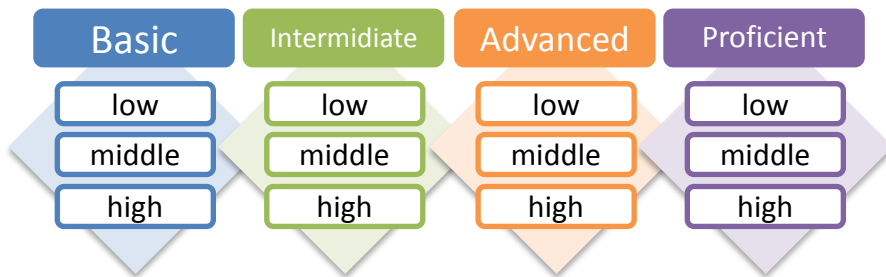 Basic
low
middle
high
Intermidiate
low
middle
high
Advanced
low
middle
high
Proficient
low
middle
high